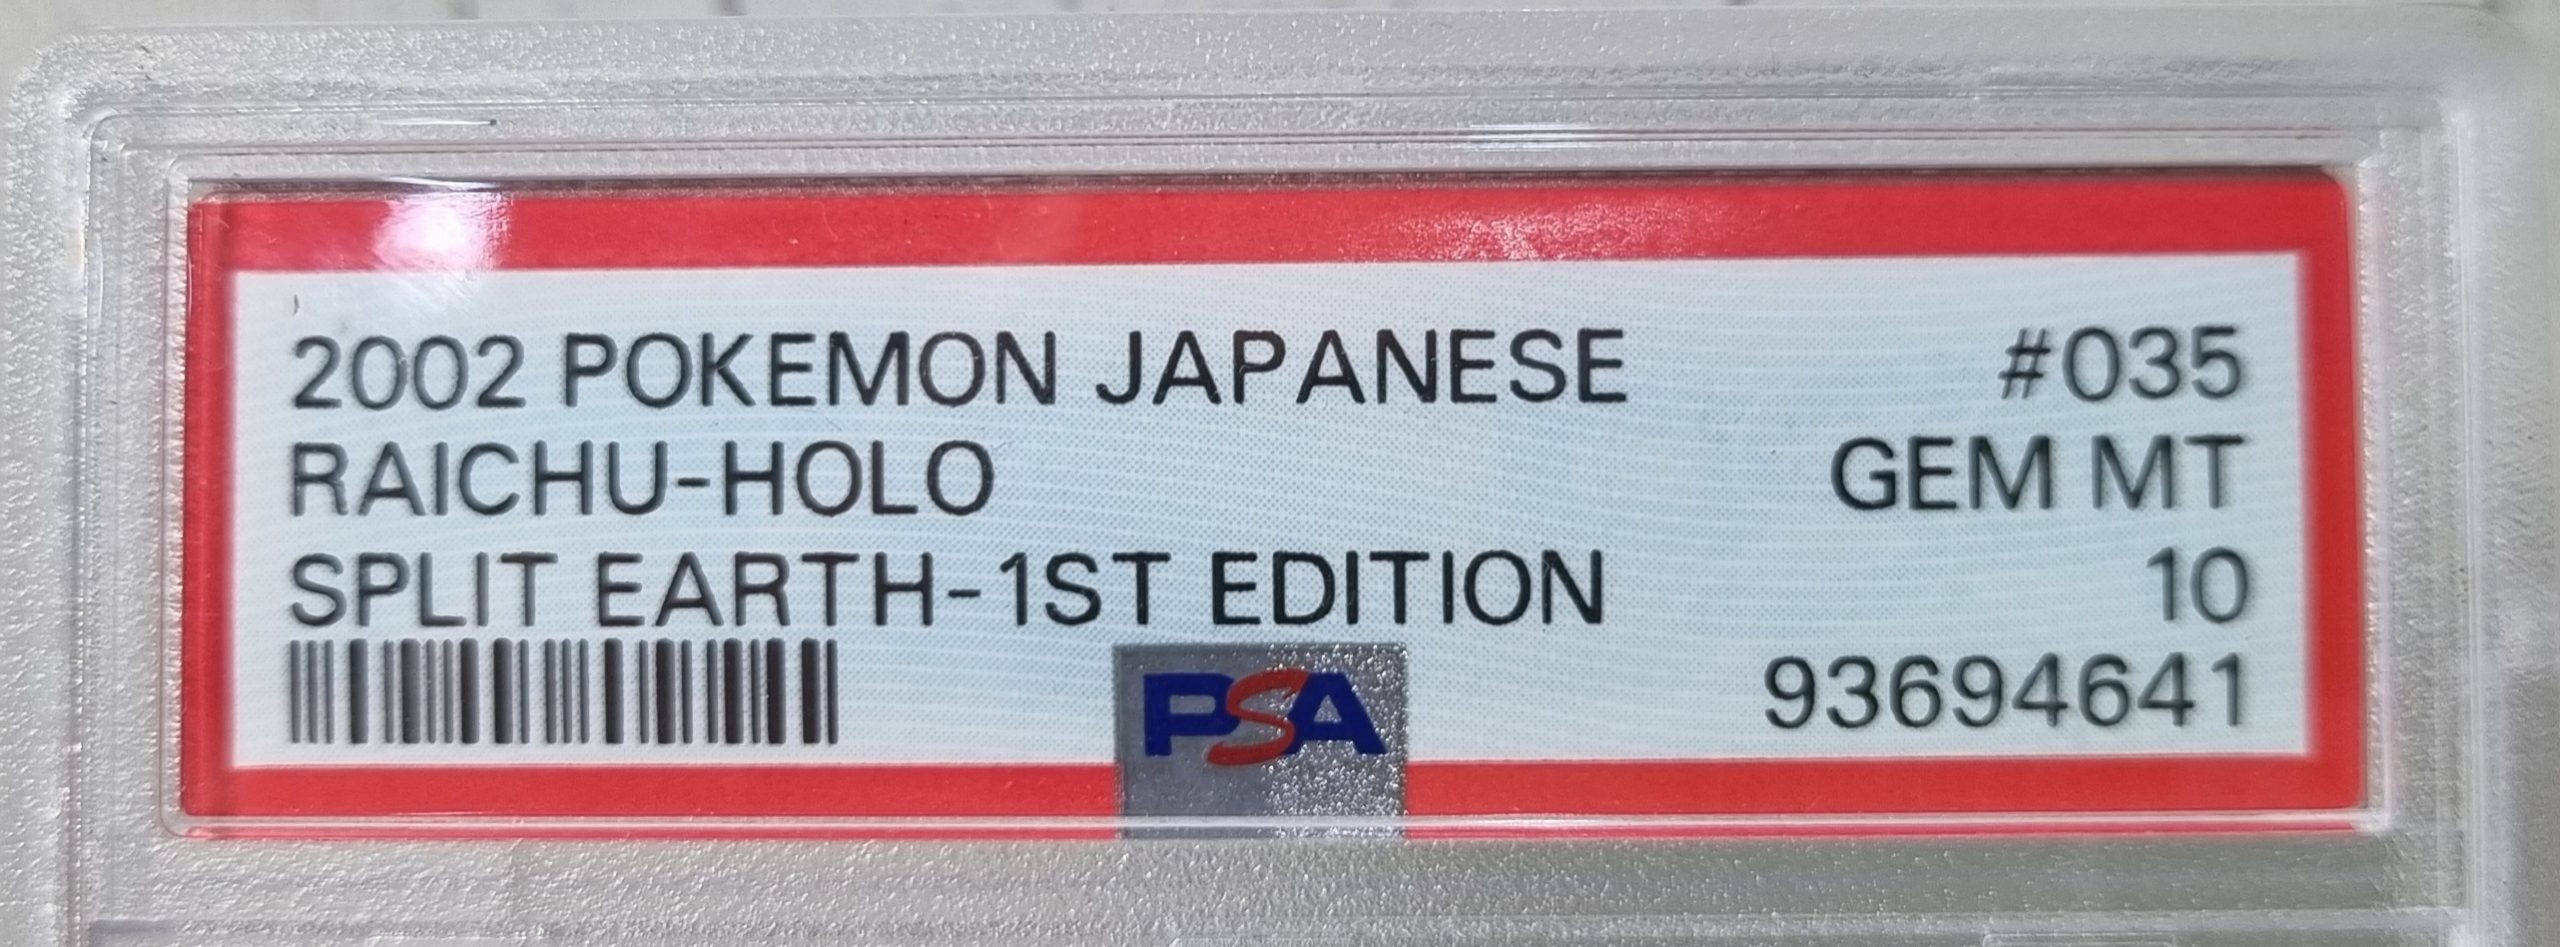 2002 POKEMON JAPANESE #035
RAICHU-HOLO GEM MT
SPLIT EARTH-1ST EDITION 10
PSA 93694641